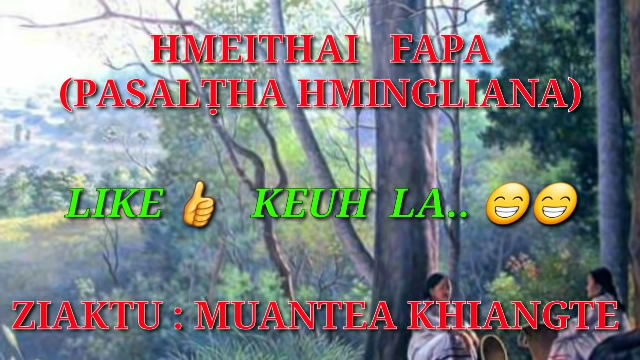 HMEITHAI FAPA
(PASALṬHA HMINGLIANA)
LIKE 👍 KEUH LA.. 😁😁
ZIAKTU : MUANTEA KHIANGTE